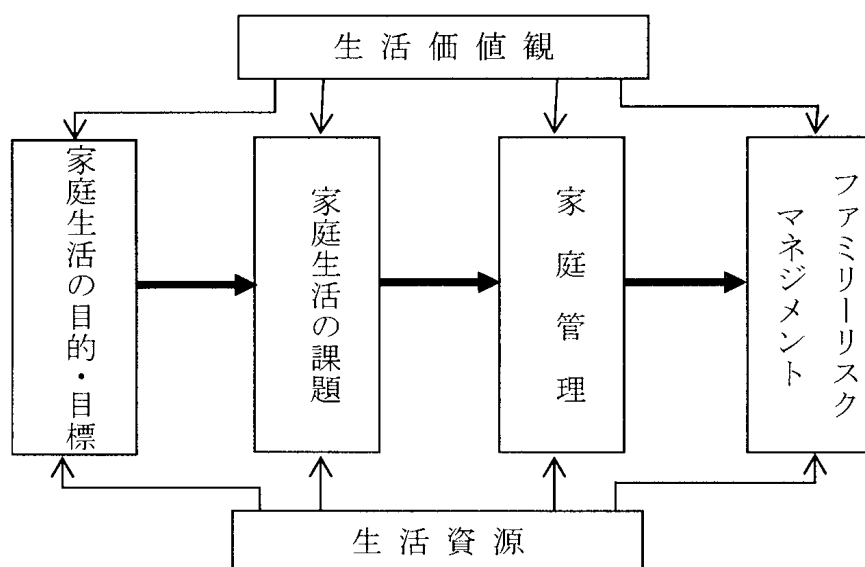 生活価値観
家庭生活の目的・目標
家庭生活の課題
家庭管理
ファミリーリスク
マネジメント
生活資源